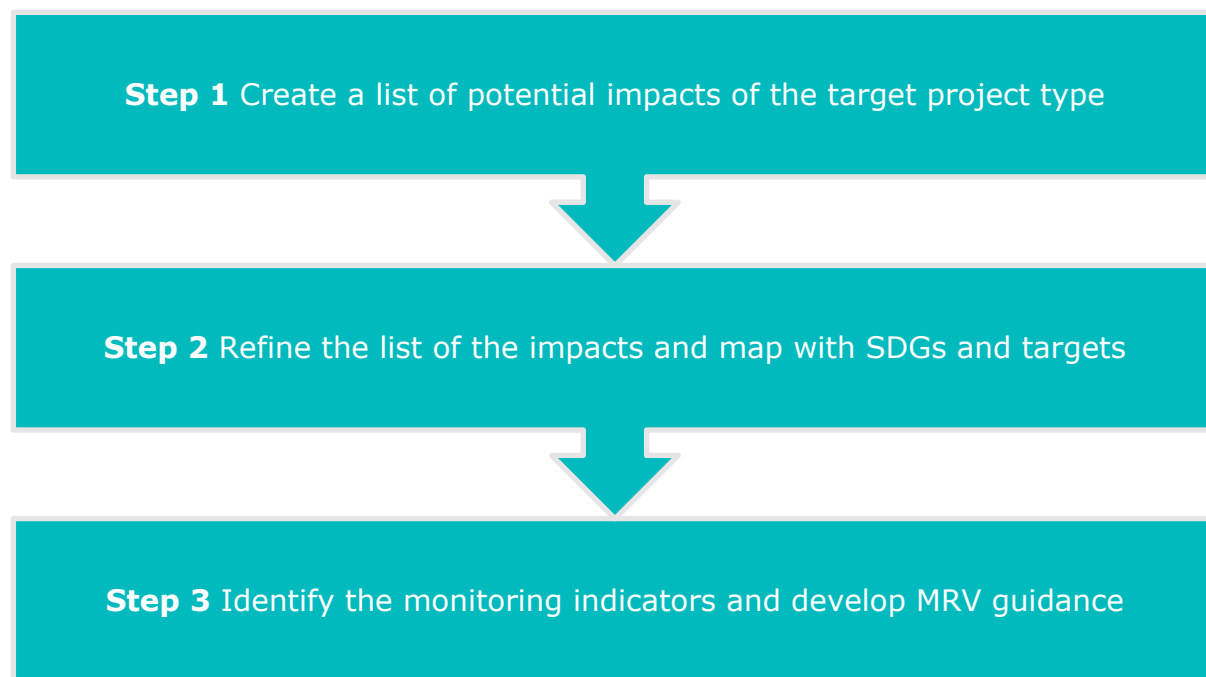 Step 1 Create a list of potential impacts of the target project type
Step 2 Refine the list of the impacts and map with SDGs and targets
Step 3 Identify the monitoring indicators and develop MRV guidance